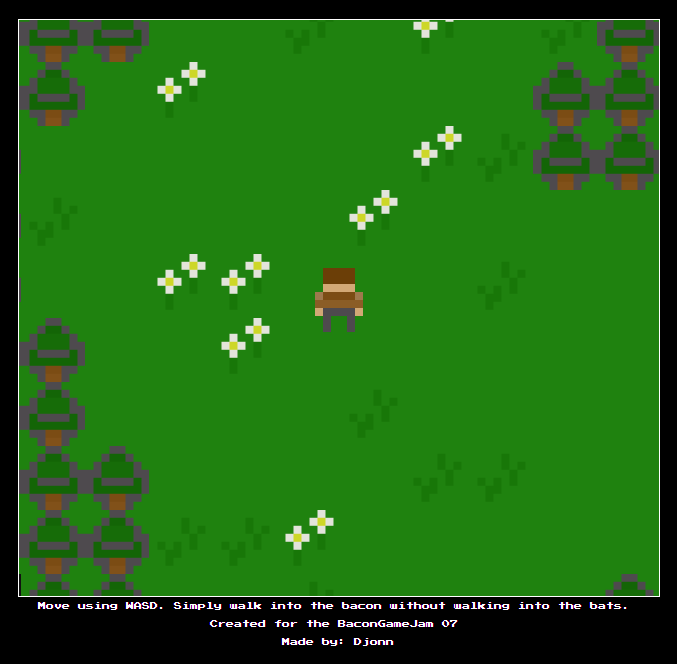 Move using WASD. Simply walk into the bacon without walking into the bats.
Created for the BaconGameJam 07
Made by: Djonn